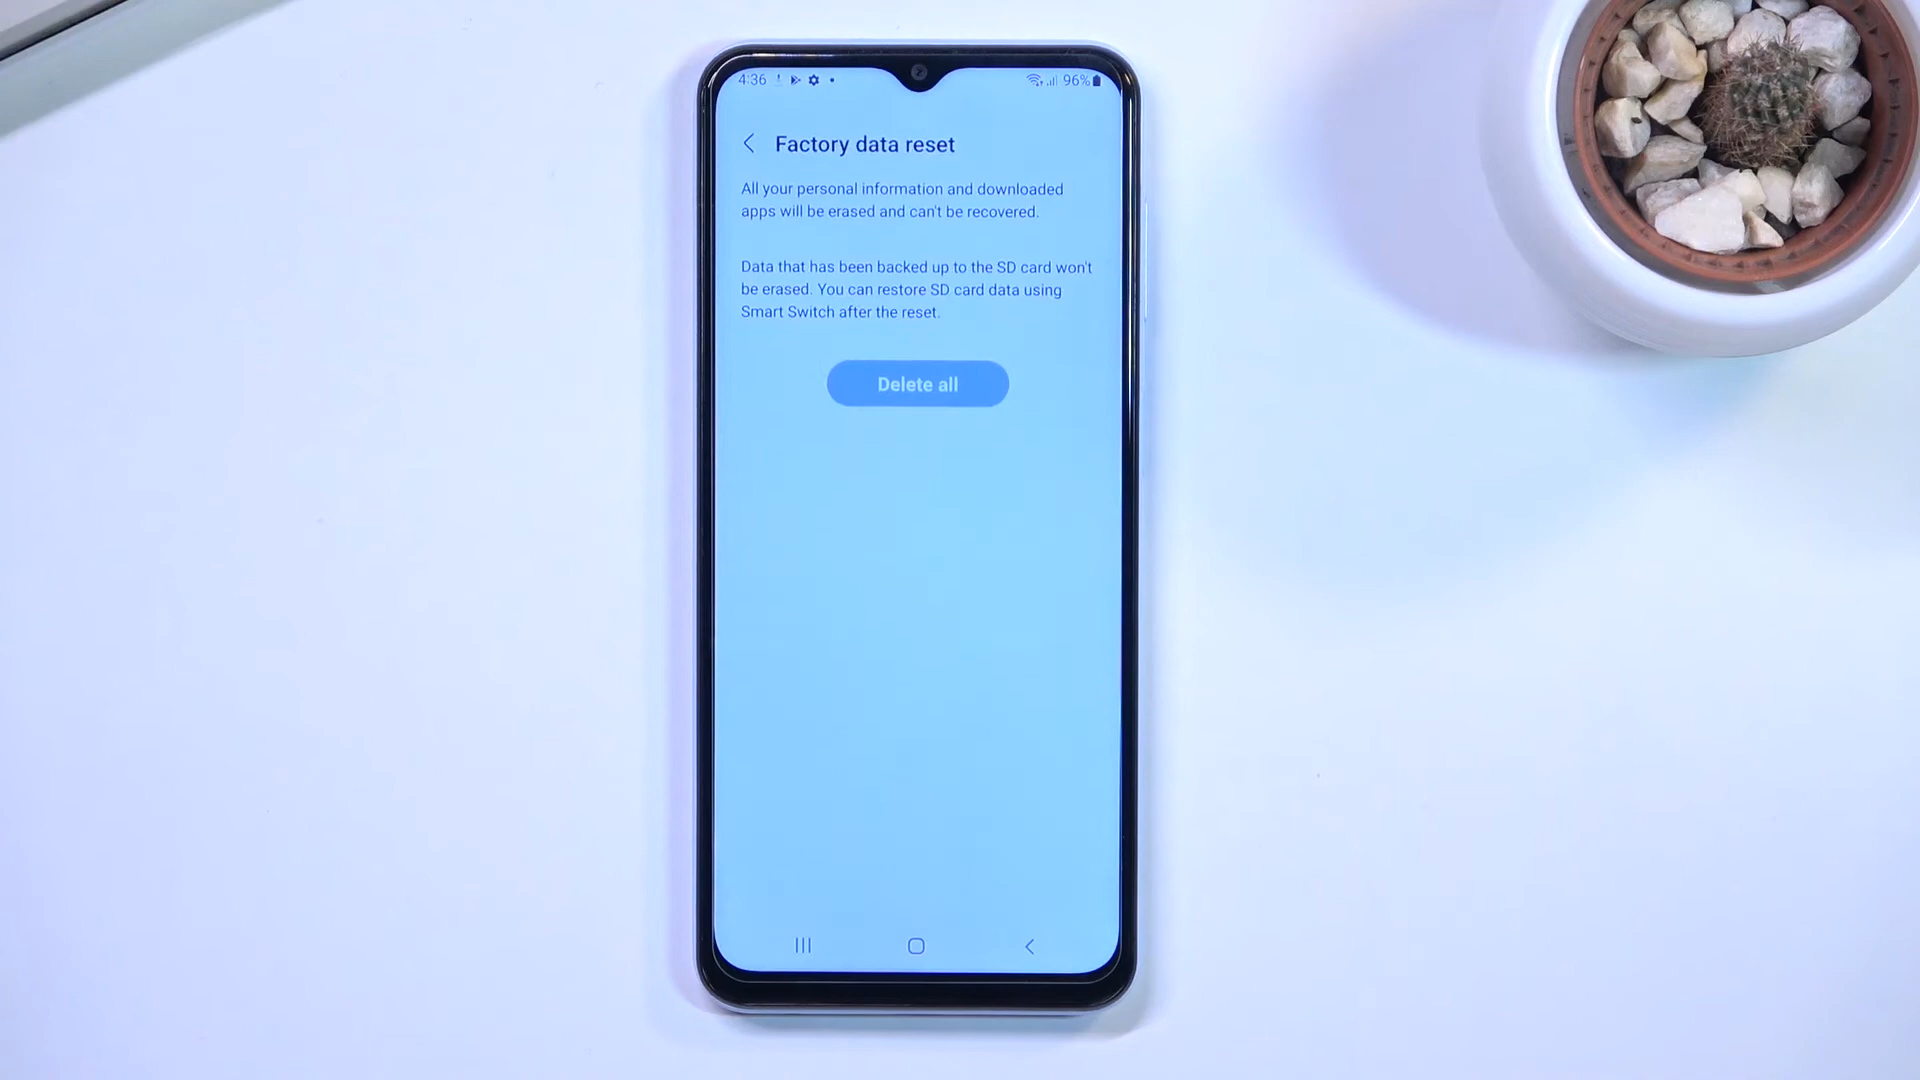 4:36 96%
Factory data reset
All your personal information and downloaded
apps will be erased and can't be recovered.
Data that has been backed up to the SD card won't
be erased. You can restore SD card data using
Smart Switch after the reset.
Delete all